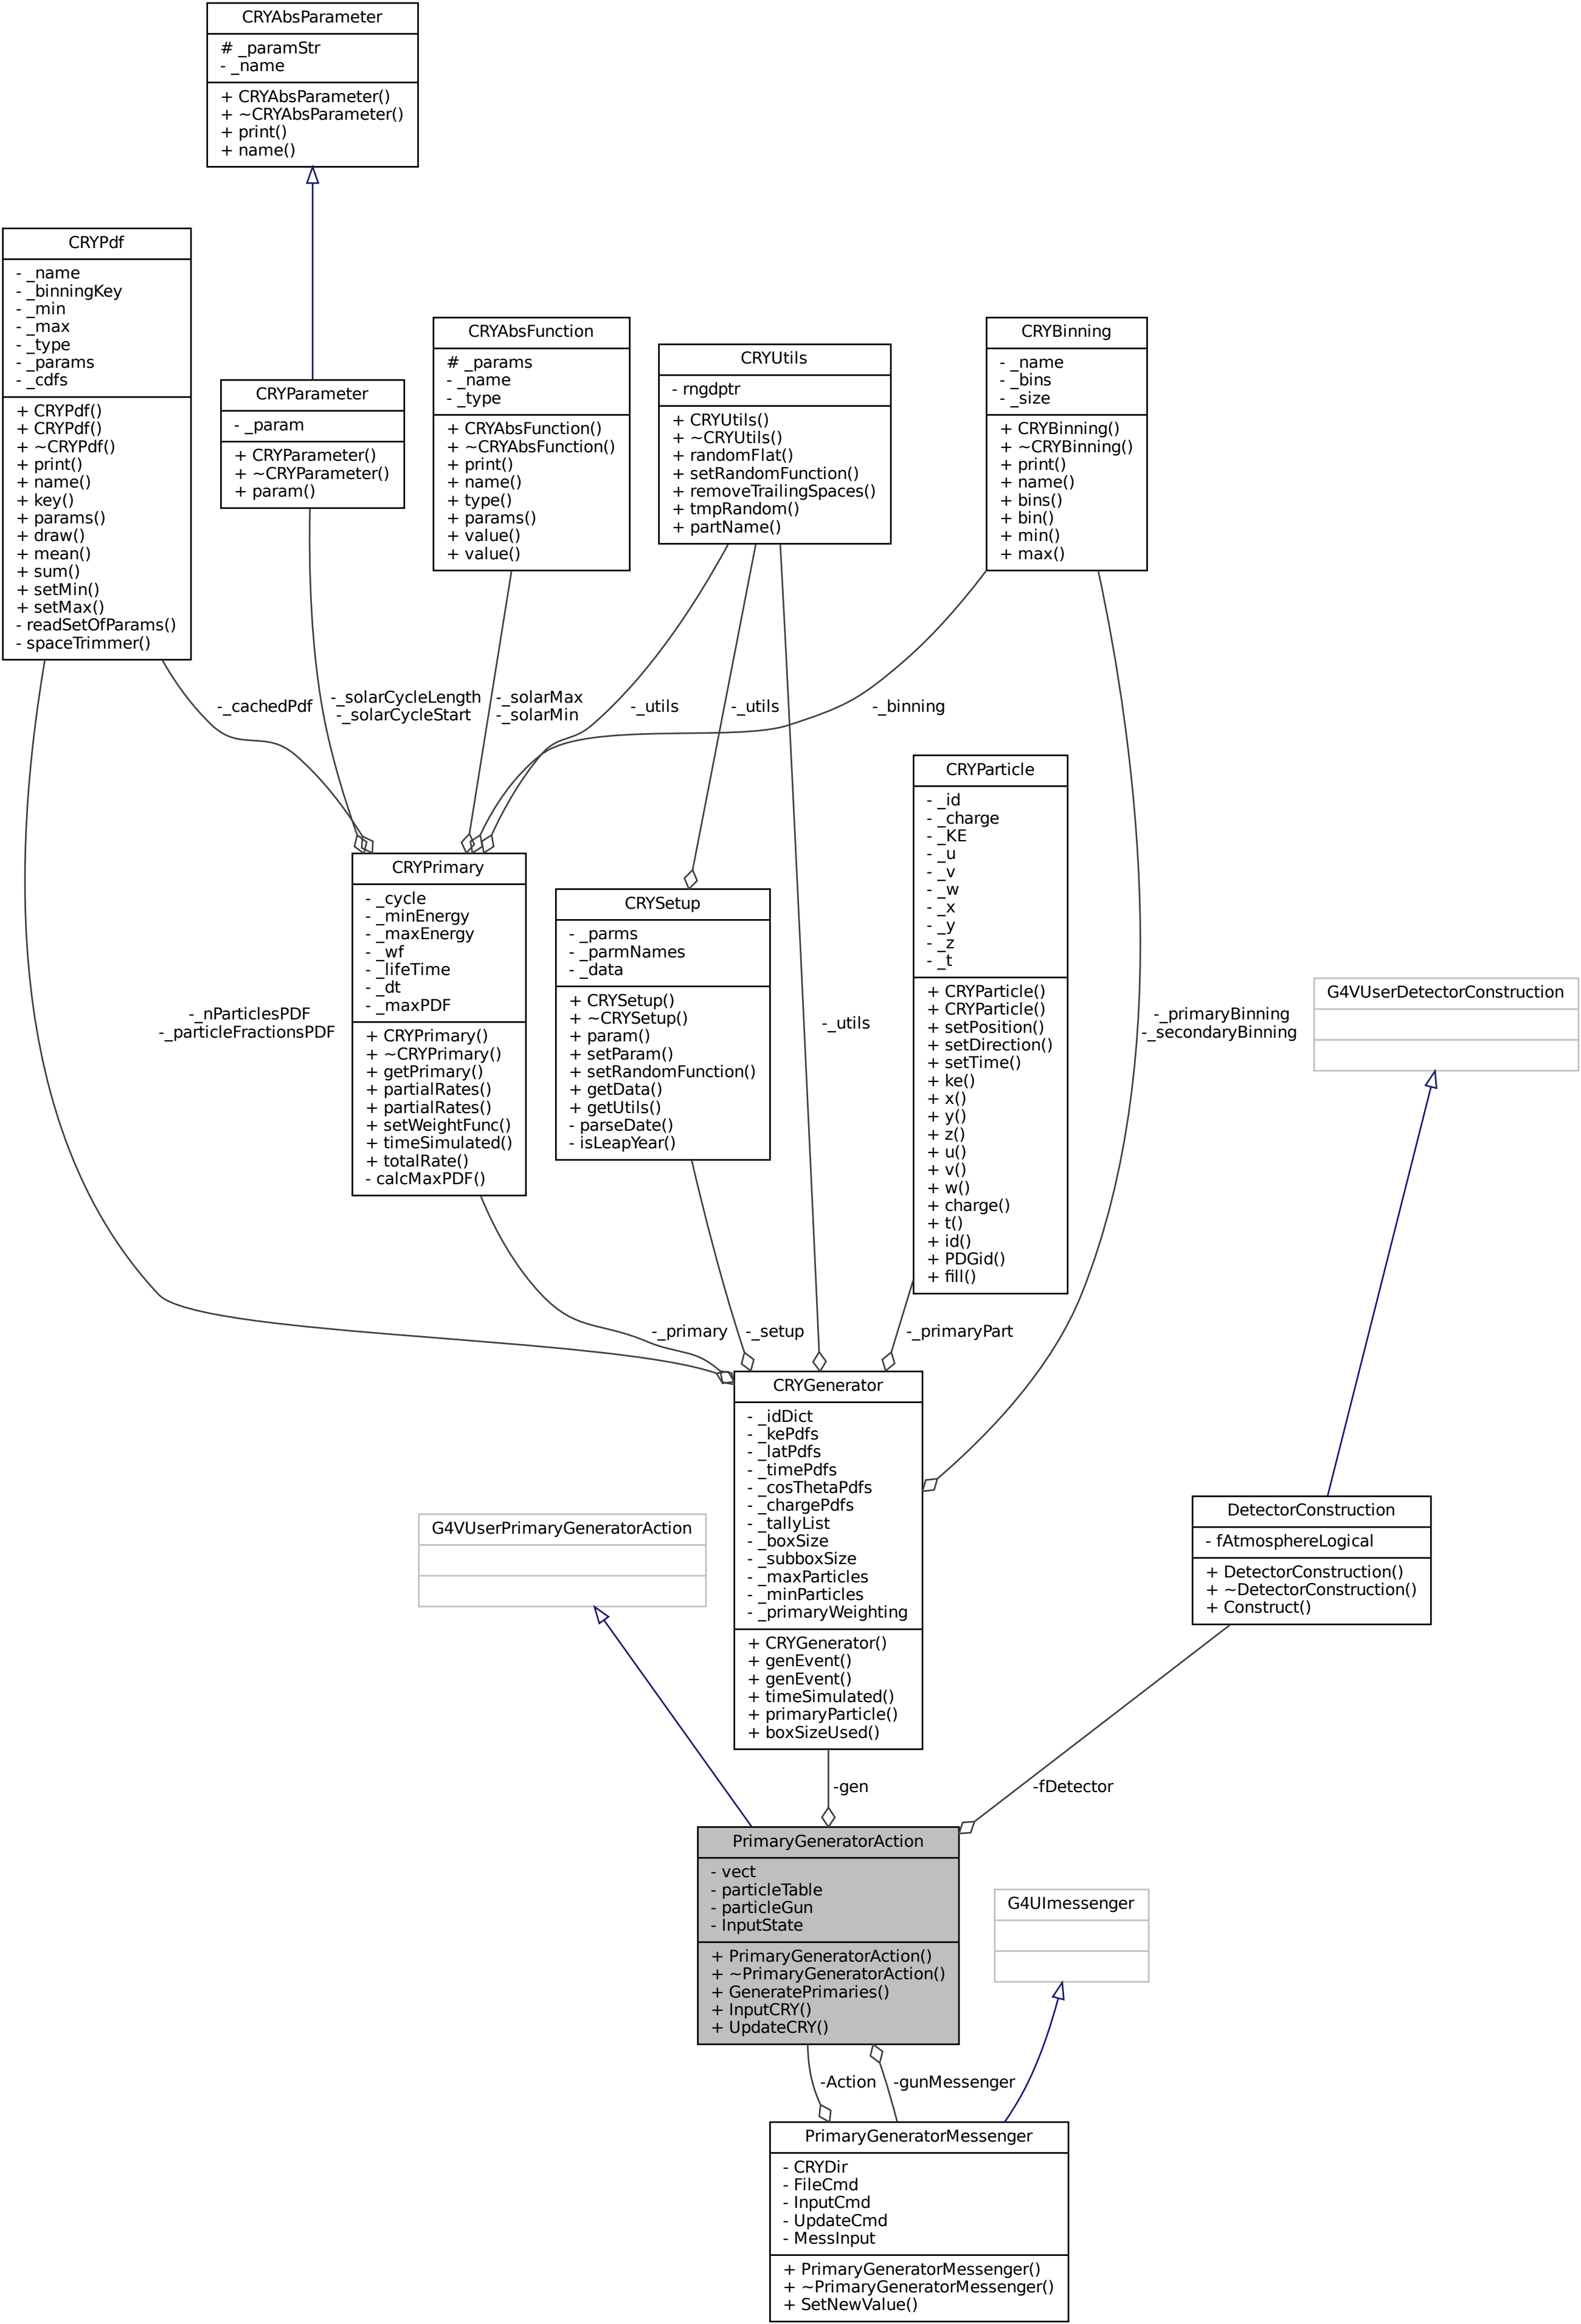 CRYAbsParameter
# _paramStr
- _name
+ CRYAbsParameter()
+ ~CRYAbsParameter()
+ print()
+ name()
CRYPdf
- _name
- _binningKey
- _min
- _max
- _type
- _params
- _cdfs
+ CRYPdf()
+ CRYPdf()
+ ~CRYPdf()
+ print()
+ name()
+ key()
+ params()
+ draw()
+ mean()
+ sum()
+ setMin()
+ setMax()
- readSetOfParams()
- spaceTrimmer()
CRYParameter
- _param
+ CRYParameter()
+ ~CRYParameter()
+ param()
CRYAbsFunction
# _params
- _name
- _type
+ CRYAbsFunction()
+ ~CRYAbsFunction()
+ print()
+ name()
+ type()
+ params()
+ value()
+ value()
CRYUtils
- rngdptr
+ CRYUtils()
+ ~CRYUtils()
+ randomFlat()
+ setRandomFunction()
+ removeTrailingSpaces()
+ tmpRandom()
+ partName()
CRYBinning
- _name
- _bins
- _size
+ CRYBinning()
+ ~CRYBinning()
+ print()
+ name()
+ bins()
+ bin()
+ min()
+ max()
-_cachedPdf
-_solarCycleLength
-_solarCycleStart
-_solarMax
-_solarMin
-_utils
-_utils
-_binning
CRYParticle
- _id
- _charge
- _KE
- _u
- _v
- _w
- _x
- _y
- _z
- _t
+ CRYParticle()
+ CRYParticle()
+ setPosition()
+ setDirection()
+ setTime()
+ ke()
+ x()
+ y()
+ z()
+ u()
+ v()
+ w()
+ charge()
+ t()
+ id()
+ PDGid()
+ fill()
CRYPrimary
- _cycle
- _minEnergy
- _maxEnergy
- _wf
- _lifeTime
- _dt
- _maxPDF
+ CRYPrimary()
+ ~CRYPrimary()
+ getPrimary()
+ partialRates()
+ partialRates()
+ setWeightFunc()
+ timeSimulated()
+ totalRate()
- calcMaxPDF()
CRYSetup
- _parms
- _parmNames
- _data
+ CRYSetup()
+ ~CRYSetup()
+ param()
+ setParam()
+ setRandomFunction()
+ getData()
+ getUtils()
- parseDate()
- isLeapYear()
-_nParticlesPDF
-_particleFractionsPDF
-_utils
-_primaryBinning
-_secondaryBinning
G4VUserDetectorConstruction
-_primary
-_setup
-_primaryPart
CRYGenerator
- _idDict
- _kePdfs
- _latPdfs
- _timePdfs
- _cosThetaPdfs
- _chargePdfs
- _tallyList
- _boxSize
- _subboxSize
- _maxParticles
- _minParticles
- _primaryWeighting
+ CRYGenerator()
+ genEvent()
+ genEvent()
+ timeSimulated()
+ primaryParticle()
+ boxSizeUsed()
G4VUserPrimaryGeneratorAction
DetectorConstruction
- fAtmosphereLogical
+ DetectorConstruction()
+ ~DetectorConstruction()
+ Construct()
-gen
-fDetector
PrimaryGeneratorAction
- vect
- particleTable
- particleGun
- InputState
+ PrimaryGeneratorAction()
+ ~PrimaryGeneratorAction()
+ GeneratePrimaries()
+ InputCRY()
+ UpdateCRY()
G4UImessenger
-Action
-gunMessenger
PrimaryGeneratorMessenger
- CRYDir
- FileCmd
- InputCmd
- UpdateCmd
- MessInput
+ PrimaryGeneratorMessenger()
+ ~PrimaryGeneratorMessenger()
+ SetNewValue()